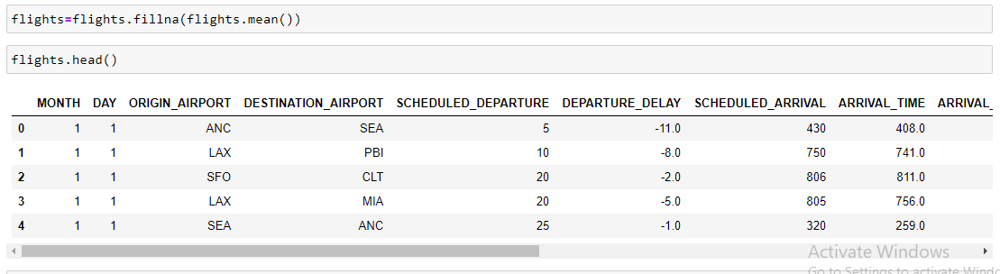 flights=flights.fillna(flights.mean())
flights.head()
MONTH DAY ORIGIN_AIRPORT DESTINATION_AIRPORT SCHEDULED_DEPARTURE DEPARTURE_DELAY SCHEDULED_ARRIVAL ARRIVAL_TIME ARRIVAL_
0 1 1 ANC SEA 5 -11.0 430 408.0
1 1 1 LAX PBI 10 -8.0 750 741.0
2 1 1 SFO CLT 20 -2.0 806 811.0
3 1 1 LAX MIA 20 -5.0 805 756.0
4 1 1 SEA ANC 25 -1.0 320 259.0
Activate Windows
Go to Settings to activate Windo